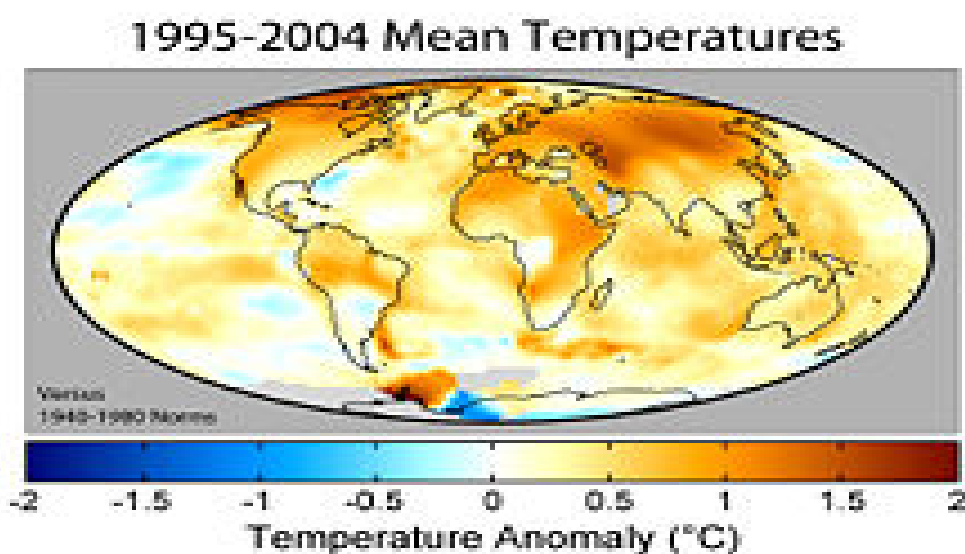 1995-2004 Mean Temperatures
Versus
1940-1980 Norms
-2 -1.5 -1 -0.5 0 0.5 1 1.5 2
Temperature Anomaly (°C)